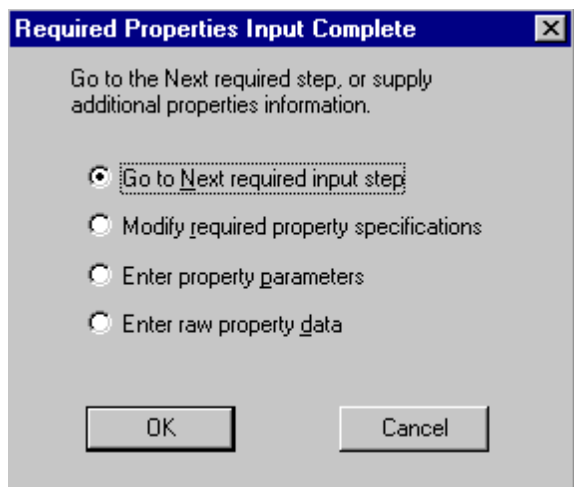 Required Properties Input Complete
Go to the Next required step, or supply
additional properties information.
Go to Next required input step
Modify required property specifications
Enter property parameters
Enter raw property data
OK
Cancel